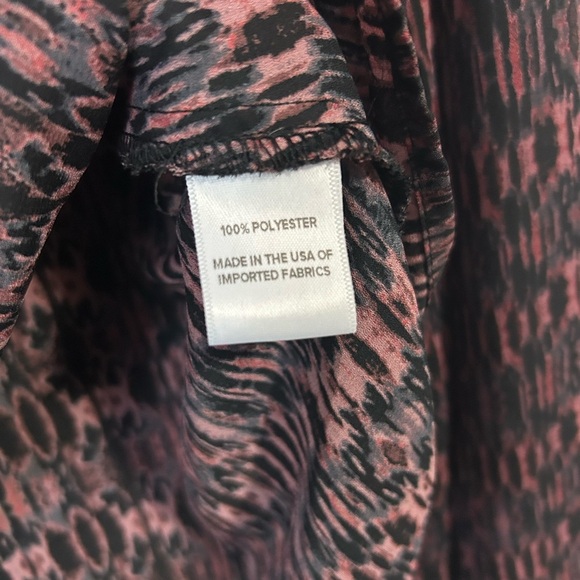 100% POLYESTER
MADE IN THE USA OF
IMPORTED FABRICS